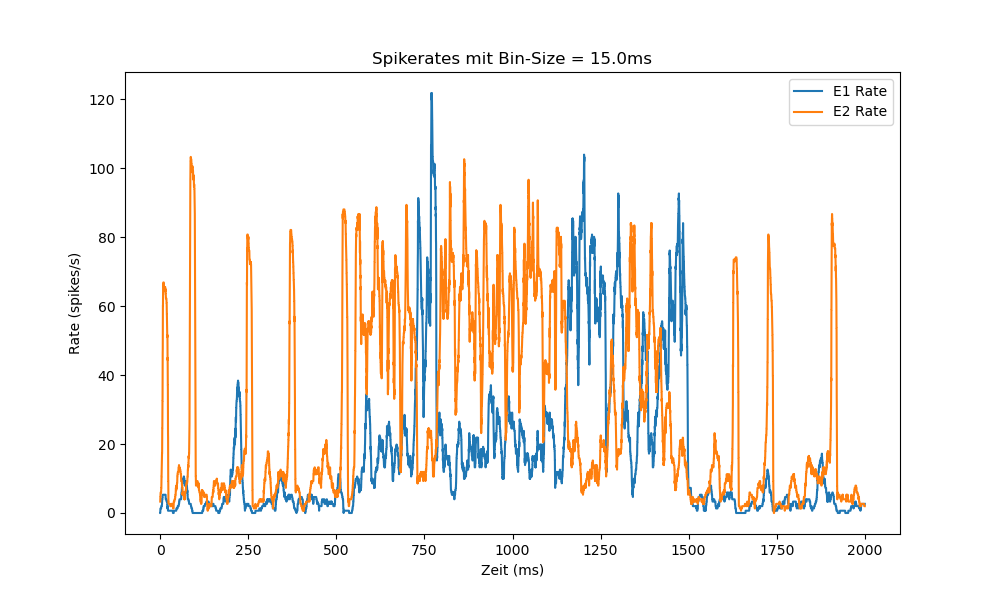 Spikerates mit Bin-Size = 15.0ms
E1 Rate
E2 Rate
Rate (spikes/s)
120
100
80
60
40
20
0
0 250 500 750 1000 1250 1500 1750 2000
Zeit (ms)